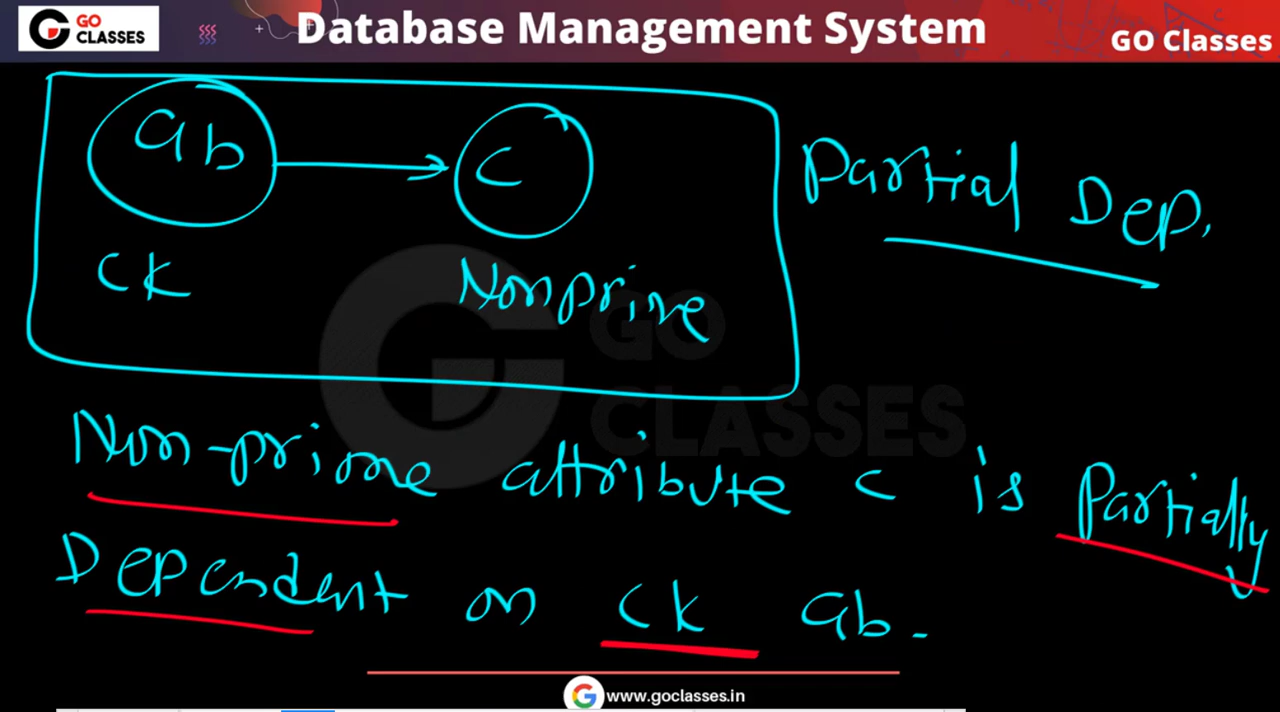 GO CLASSES
Database Management System
GO Classes
ab → c
Partial Dep.
CK
Nonprime
GO CLASSES
Non-prime attribute c is Partially
Dependent on CK ab.
www.goclasses.in